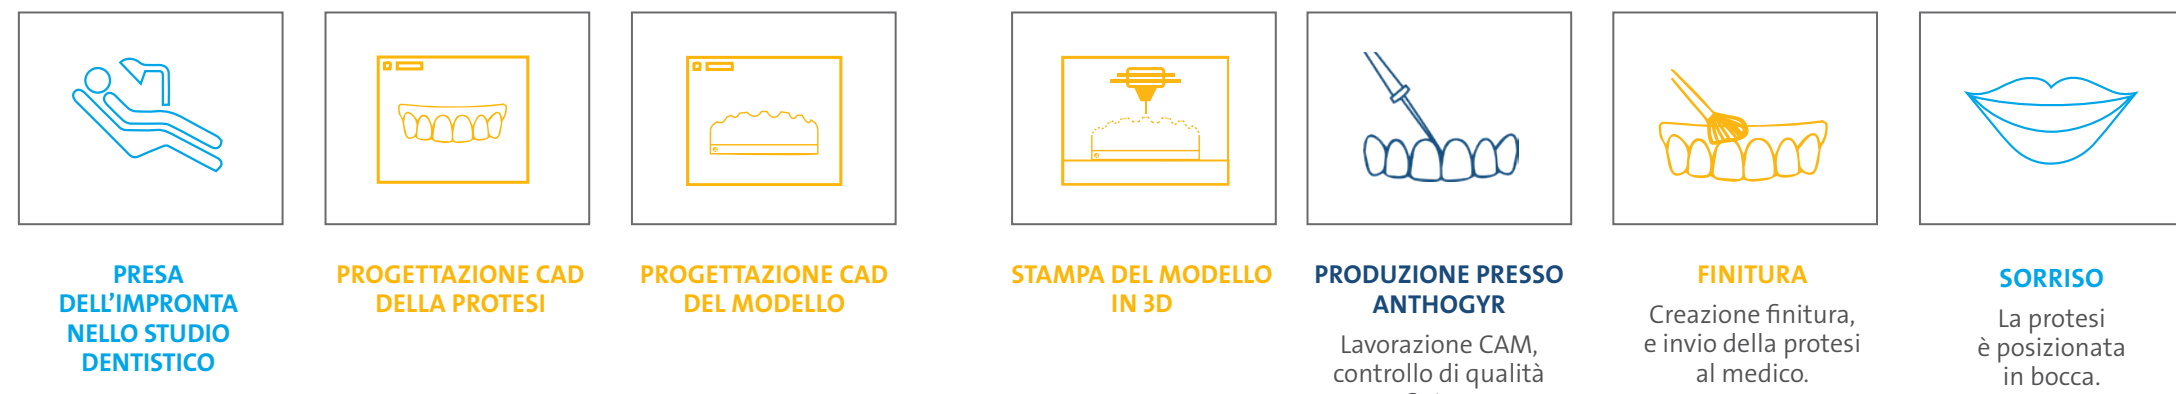 PRESA
DELL’IMPRONTA
NELLO STUDIO
DENTISTICO
PROGETTAZIONE CAD
DELLA PROTESI
PROGETTAZIONE CAD
DEL MODELLO
STAMPA DEL MODELLO
IN 3D
PRODUZIONE PRESSO
ANTHOGYR
Lavorazione CAM,
controllo di qualità
FINITURA
Creazione finitura,
e invio della protesi
al medico.
SORRISO
La protesi
è posizionata
in bocca.